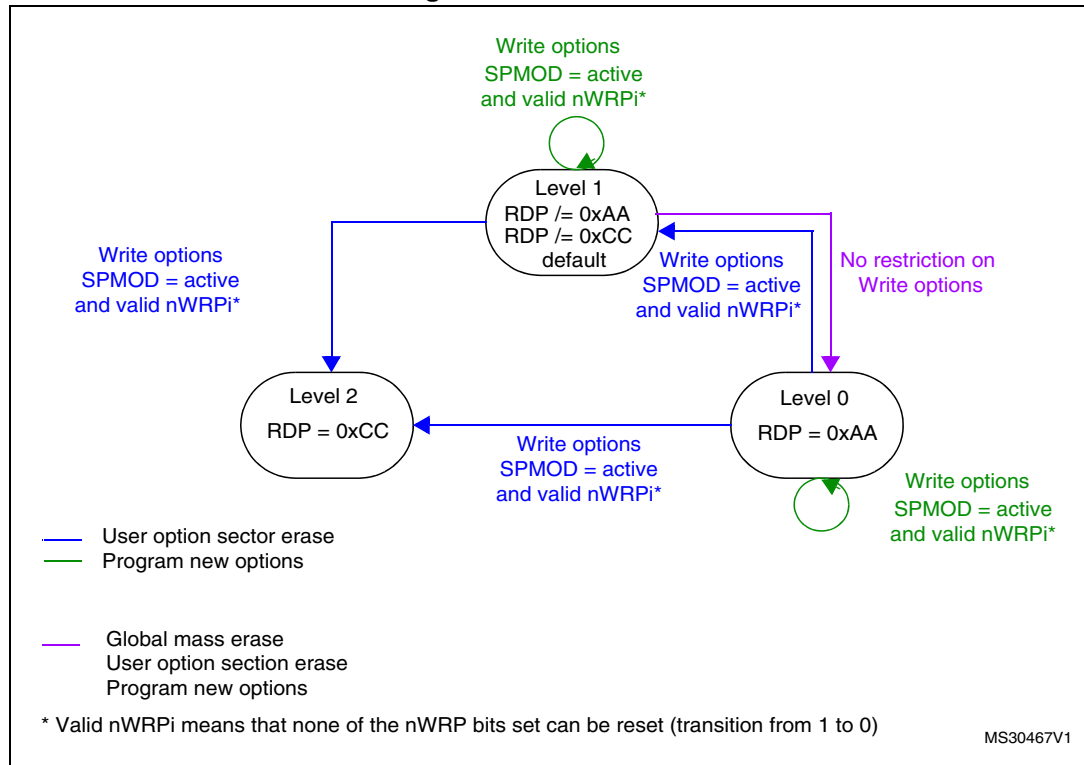 Write options
SPMOD = active
and valid nWRPi*
Level 1
RDP /= 0xAA
RDP /= 0xCC
default
Write options
SPMOD = active
and valid nWRPi*
Write options
SPMOD = active
and valid nWRPi*
No restriction on
Write options
Level 2
RDP = 0xCC
Level 0
RDP = 0xAA
Write options
SPMOD = active
and valid nWRPi*
Write options
SPMOD = active
and valid nWRPi*
User option sector erase
Program new options
Global mass erase
User option section erase
Program new options
* Valid nWRPi means that none of the nWRP bits set can be reset (transition from 1 to 0)
MS30467V1